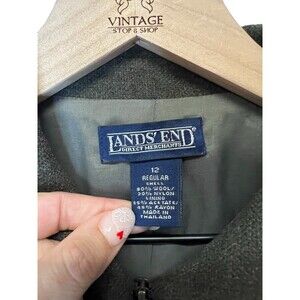 VINTAGE
STOP & SHOP
LANDS' END
DIRECT MERCHANTS
12
REGULAR
SHELL
80% WOOL/
20% NYLON
LINING
55% ACETATE/
45% RAYON
MADE IN
THAILAND